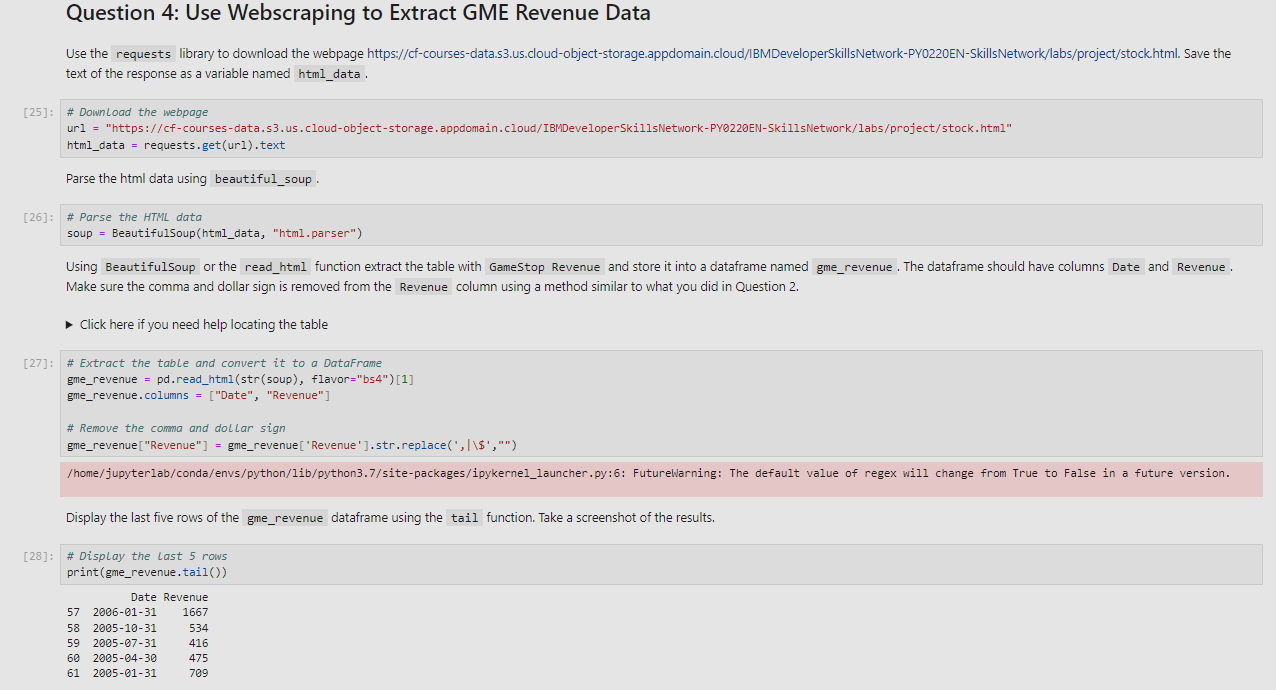 Question 4: Use Webscraping to Extract GME Revenue Data
Use the requests library to download the webpage https://cf-courses-data.s3.us.cloud-object-storage.appdomain.cloud/IBMDeveloperSkillsNetwork-PY0220EN-SkillsNetwork/labs/project/stock.html. Save the
text of the response as a variable named html_data.
[25]: # Download the webpage
url = "https://cf-courses-data.s3.us.cloud-object-storage.appdomain.cloud/IBMDeveloperSkillsNetwork-PY0220EN-SkillsNetwork/labs/project/stock.html"
html_data = requests.get(url).text
Parse the html data using beautiful_soup.
[26]: # Parse the HTML data
soup = BeautifulSoup(html_data, "html.parser")
Using BeautifulSoup or the read_html function extract the table with GameStop Revenue and store it into a dataframe named gme_revenue. The dataframe should have columns Date and Revenue.
Make sure the comma and dollar sign is removed from the Revenue column using a method similar to what you did in Question 2.
▶ Click here if you need help locating the table
[27]: # Extract the table and convert it to a DataFrame
gme_revenue = pd.read_html(str(soup), flavor="bs4")[1]
gme_revenue.columns = ["Date", "Revenue"]
# Remove the comma and dollar sign
gme_revenue["Revenue"] = gme_revenue['Revenue'].str.replace(',|\$',"")
/home/jupyterlab/conda/envs/python/lib/python3.7/site-packages/ipykernel_launcher.py:6: FutureWarning: The default value of regex will change from True to False in a future version.
Display the last five rows of the gme_revenue dataframe using the tail function. Take a screenshot of the results.
[28]: # Display the last 5 rows
print(gme_revenue.tail())
Date Revenue
57 2006-01-31 1667
58 2005-10-31 534
59 2005-07-31 416
60 2005-04-30 475
61 2005-01-31 709